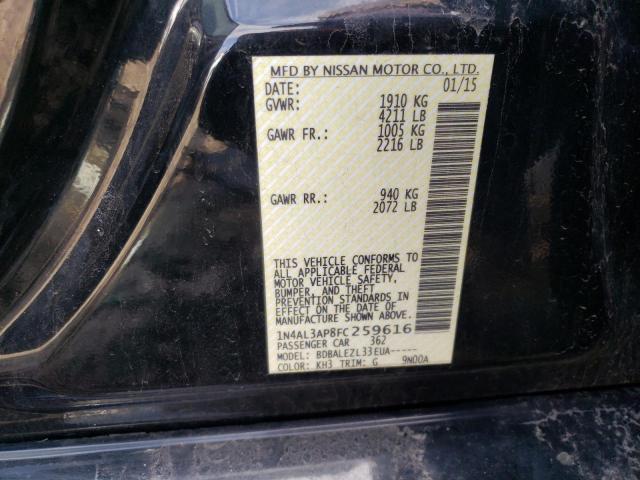 MFD BY NISSAN MOTOR CO., LTD.
DATE: 01/15
GVWR: 1910 KG
4211 LB
GAWR FR.: 1005 KG
2216 LB
GAWR RR.: 940 KG
2072 LB
THIS VEHICLE CONFORMS TO
ALL APPLICABLE FEDERAL
MOTOR VEHICLE SAFETY,
BUMPER, AND THEFT
PREVENTION STANDARDS IN
EFFECT ON THE DATE OF
MANUFACTURE SHOWN ABOVE.
1N4AL3AP8FC259616
PASSENGER CAR 362
MODEL: BDBALEZL33EUA-----
COLOR: KH3 TRIM: G 9N00A